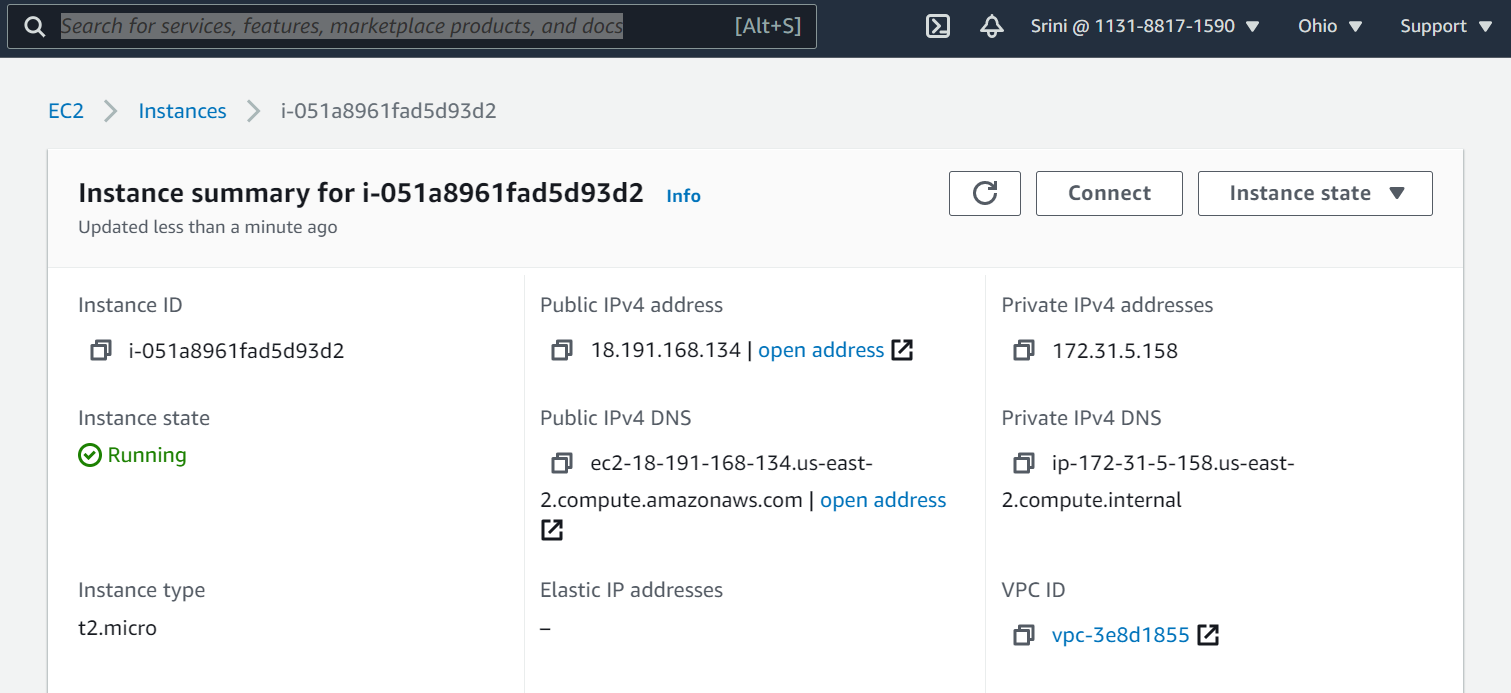 Search for services, features, marketplace products, and docs [Alt+S] Srini @ 1131-8817-1590 Ohio Support
EC2 Instances i-051a8961fad5d93d2
Instance summary for i-051a8961fad5d93d2 Info
Updated less than a minute ago
Connect
Instance state
Instance ID
i-051a8961fad5d93d2
Public IPv4 address
18.191.168.134 | open address
Private IPv4 addresses
172.31.5.158
Instance state
Running
Public IPv4 DNS
ec2-18-191-168-134.us-east-
2.compute.amazonaws.com | open address
Private IPv4 DNS
ip-172-31-5-158.us-east-
2.compute.internal
Instance type
t2.micro
Elastic IP addresses
–
VPC ID
vpc-3e8d1855